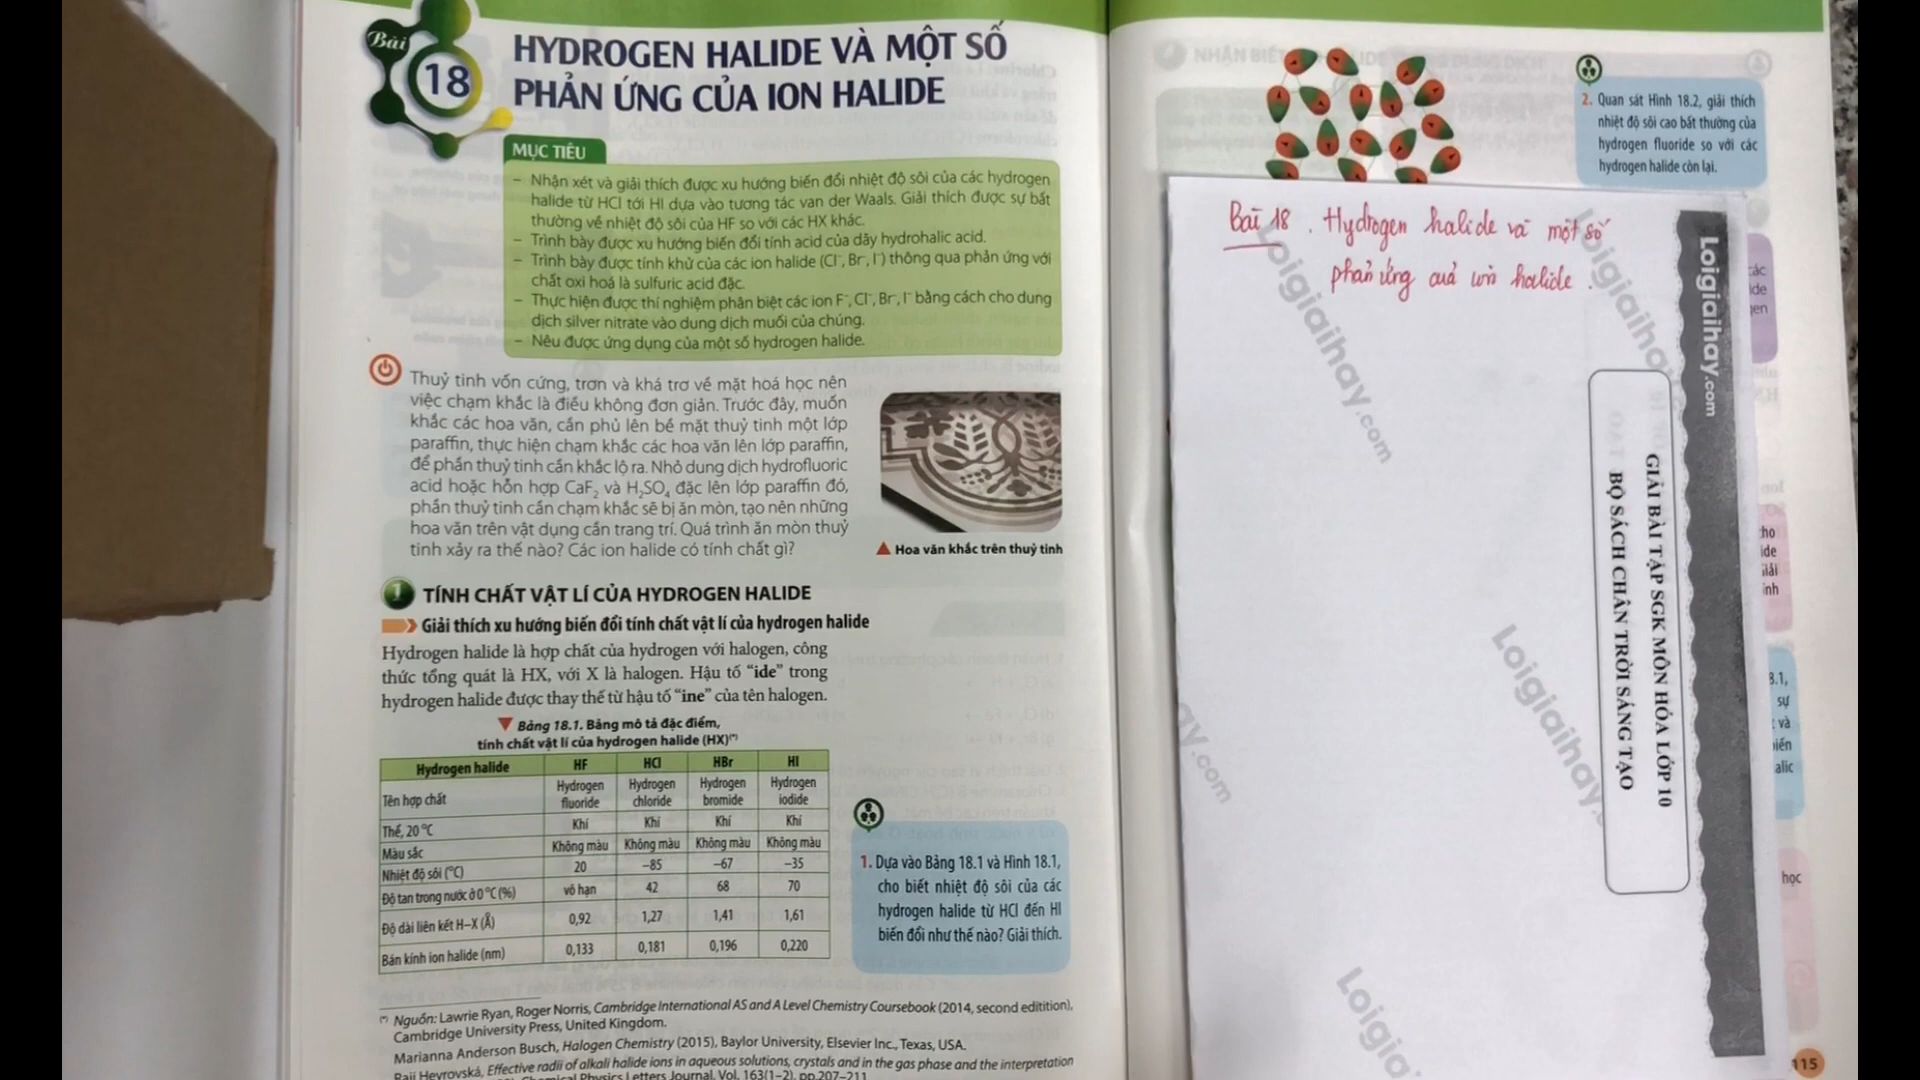 Bài
18
HYDROGEN HALIDE VÀ MỘT SỐ
PHẢN ỨNG CỦA ION HALIDE
MỤC TIÊU
– Nhận xét và giải thích được xu hướng biến đổi nhiệt độ sôi của các hydrogen
halide từ HCl tới HI dựa vào tương tác van der Waals. Giải thích được sự bất
thường về nhiệt độ sôi của HF so với các HX khác.
– Trình bày được xu hướng biến đổi tính acid của dãy hydrohalic acid.
– Trình bày được tính khử của các ion halide (Cl⁻, Br⁻, I⁻) thông qua phản ứng với
chất oxi hoá là sulfuric acid đặc.
– Thực hiện được thí nghiệm phân biệt các ion F⁻, Cl⁻, Br⁻, I⁻ bằng cách cho dung
dịch silver nitrate vào dung dịch muối của chúng.
– Nêu được ứng dụng của một số hydrogen halide.
Thuỷ tinh vốn cứng, trơn và khá trơ về mặt hoá học nên
việc chạm khắc là điều không đơn giản. Trước đây, muốn
khắc các hoa văn, cần phủ lên bề mặt thuỷ tinh một lớp
paraffin, thực hiện chạm khắc các hoa văn lên lớp paraffin,
để phần thuỷ tinh cần khắc lộ ra. Nhỏ dung dịch hydrofluoric
acid hoặc hỗn hợp CaF₂ và H₂SO₄ đặc lên lớp paraffin đó,
phần thuỷ tinh cần chạm khắc sẽ bị ăn mòn, tạo nên những
hoa văn trên vật dụng cần trang trí. Quá trình ăn mòn thuỷ
tinh xảy ra thế nào? Các ion halide có tính chất gì?
▲ Hoa văn khắc trên thuỷ tinh
1 TÍNH CHẤT VẬT LÍ CỦA HYDROGEN HALIDE
Giải thích xu hướng biến đổi tính chất vật lí của hydrogen halide
Hydrogen halide là hợp chất của hydrogen với halogen, công
thức tổng quát là HX, với X là halogen. Hậu tố “ide” trong
hydrogen halide được thay thế từ hậu tố “ine” của tên halogen.
▼ Bảng 18.1. Bảng mô tả đặc điểm,
tính chất vật lí của hydrogen halide (HX)(*)
Hydrogen halide HF HCl HBr HI
Tên hợp chất Hydrogen fluoride Hydrogen chloride Hydrogen bromide Hydrogen iodide
Thể, 20 °C Khí Khí Khí Khí
Màu sắc Không màu Không màu Không màu Không màu
Nhiệt độ sôi (°C) 20 –85 –67 –35
Độ tan trong nước ở 0 °C (%) vô hạn 42 68 70
Độ dài liên kết H–X (Å) 0,92 1,27 1,41 1,61
Bán kính ion halide (nm) 0,133 0,181 0,196 0,220
1. Dựa vào Bảng 18.1 và Hình 18.1,
cho biết nhiệt độ sôi của các
hydrogen halide từ HCl đến HI
biến đổi như thế nào? Giải thích.
(*) Nguồn: Lawrie Ryan, Roger Norris, Cambridge International AS and A Level Chemistry Coursebook (2014, second edition),
Cambridge University Press, United Kingdom.
Marianna Anderson Busch, Halogen Chemistry (2015), Baylor University, Elsevier Inc., Texas, USA.
Raji Heyrovská, Effective radii of alkali halide ions in aqueous solutions, crystals and in the gas phase and the interpretation
Physics Letters Journal, Vol. 163(1–2), pp.207–211
2. Quan sát Hình 18.2, giải thích
nhiệt độ sôi cao bất thường của
hydrogen fluoride so với các
hydrogen halide còn lại.
Bài 18. Hydrogen halide và một số
phản ứng của ion halide.
Loigiaihay.com
GIẢI BÀI TẬP SGK MÔN HÓA LỚP 10
BỘ SÁCH CHÂN TRỜI SÁNG TẠO
Loigiaihay.com
Loigiaihay
Loigiaihay
ay.com
Loigia
học
115